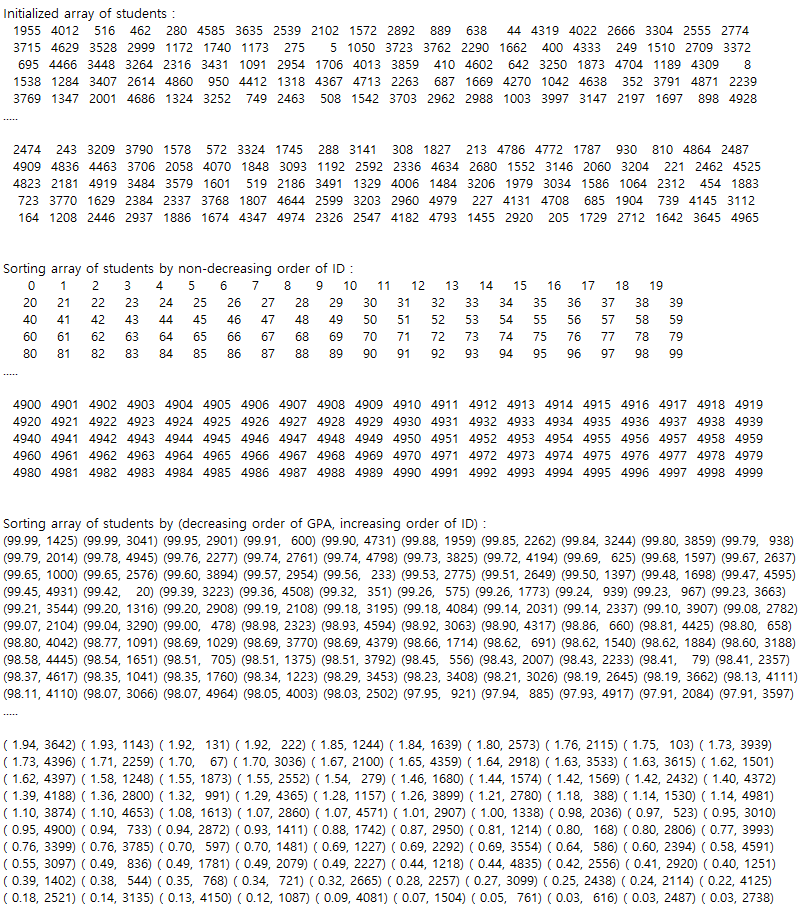 Initialized array of students :
1955 4012 516 462 280 4585 3635 2539 2102 1572 2892 889 638 44 4319 4022 2666 3304 2555 2774
3715 4629 3528 2999 1172 1740 1173 275 5 1050 3723 3762 2290 1662 400 4333 249 1510 2709 3372
695 4466 3448 3264 2316 3431 1091 2954 1706 4013 3859 410 4602 642 3250 1873 4704 1189 4309 8
1538 1284 3407 2614 4860 950 4412 1318 4367 4713 2263 687 1669 4270 1042 4638 352 3791 4871 2239
3769 1347 2001 4686 1324 3252 749 2463 508 1542 3703 2962 2988 1003 3997 3147 2197 1697 898 4928
.....
2474 243 3209 3790 1578 572 3324 1745 288 3141 308 1827 213 4786 4772 1787 930 810 4864 2487
4909 4836 4463 3706 2058 4070 1848 3093 1192 2592 2336 4634 2680 1552 3146 2060 3204 221 2462 4525
4823 2181 4919 3484 3579 1601 519 2186 3491 1329 4006 1484 3206 1979 3034 1586 1064 2312 454 1883
723 3770 1629 2384 2337 3768 1807 4644 2599 3203 2960 4979 227 4131 4708 685 1904 739 4145 3112
164 1208 2446 2937 1886 1674 4347 4974 2326 2547 4182 4793 1455 2920 205 1729 2712 1642 3645 4965
Sorting array of students by non-decreasing order of ID :
0 1 2 3 4 5 6 7 8 9 10 11 12 13 14 15 16 17 18 19
20 21 22 23 24 25 26 27 28 29 30 31 32 33 34 35 36 37 38 39
40 41 42 43 44 45 46 47 48 49 50 51 52 53 54 55 56 57 58 59
60 61 62 63 64 65 66 67 68 69 70 71 72 73 74 75 76 77 78 79
80 81 82 83 84 85 86 87 88 89 90 91 92 93 94 95 96 97 98 99
.....
4900 4901 4902 4903 4904 4905 4906 4907 4908 4909 4910 4911 4912 4913 4914 4915 4916 4917 4918 4919
4920 4921 4922 4923 4924 4925 4926 4927 4928 4929 4930 4931 4932 4933 4934 4935 4936 4937 4938 4939
4940 4941 4942 4943 4944 4945 4946 4947 4948 4949 4950 4951 4952 4953 4954 4955 4956 4957 4958 4959
4960 4961 4962 4963 4964 4965 4966 4967 4968 4969 4970 4971 4972 4973 4974 4975 4976 4977 4978 4979
4980 4981 4982 4983 4984 4985 4986 4987 4988 4989 4990 4991 4992 4993 4994 4995 4996 4997 4998 4999
Sorting array of students by (decreasing order of GPA, increasing order of ID) :
(99.99, 1425) (99.99, 3041) (99.95, 2901) (99.91, 600) (99.90, 4731) (99.88, 1959) (99.85, 2262) (99.84, 3244) (99.80, 3859) (99.79, 938)
(99.79, 2014) (99.78, 4945) (99.76, 2277) (99.74, 2761) (99.74, 4798) (99.73, 3825) (99.72, 4194) (99.69, 625) (99.68, 1597) (99.67, 2637)
(99.65, 1000) (99.65, 2576) (99.60, 3894) (99.57, 2954) (99.56, 233) (99.53, 2775) (99.51, 2649) (99.50, 1397) (99.48, 1698) (99.47, 4595)
(99.45, 4931) (99.42, 20) (99.39, 3223) (99.36, 4508) (99.32, 351) (99.26, 575) (99.26, 1773) (99.24, 939) (99.23, 967) (99.23, 3663)
(99.21, 3544) (99.20, 1316) (99.20, 2908) (99.19, 2108) (99.18, 3195) (99.18, 4084) (99.14, 2031) (99.14, 2337) (99.10, 3907) (99.08, 2782)
(99.07, 2104) (99.04, 3290) (99.00, 478) (98.98, 2323) (98.93, 4594) (98.92, 3063) (98.90, 4317) (98.86, 660) (98.81, 4425) (98.80, 658)
(98.80, 4042) (98.77, 1091) (98.69, 1029) (98.69, 3770) (98.69, 4379) (98.66, 1714) (98.62, 691) (98.62, 1540) (98.62, 1884) (98.60, 3188)
(98.58, 4445) (98.54, 1651) (98.51, 705) (98.51, 1375) (98.51, 3792) (98.45, 556) (98.43, 2007) (98.43, 2233) (98.41, 79) (98.41, 2357)
(98.37, 4617) (98.35, 1041) (98.35, 1760) (98.34, 1223) (98.29, 3453) (98.23, 3408) (98.21, 3026) (98.19, 2645) (98.19, 3662) (98.13, 4111)
(98.11, 4110) (98.07, 3066) (98.07, 4964) (98.05, 4003) (98.03, 2502) (97.95, 921) (97.94, 885) (97.93, 4917) (97.91, 2084) (97.91, 3597)
.....
( 1.94, 3642) ( 1.93, 1143) ( 1.92, 131) ( 1.92, 222) ( 1.85, 1244) ( 1.84, 1639) ( 1.80, 2573) ( 1.76, 2115) ( 1.75, 103) ( 1.73, 3939)
( 1.73, 4396) ( 1.71, 2259) ( 1.70, 67) ( 1.70, 3036) ( 1.67, 2100) ( 1.65, 4359) ( 1.64, 2918) ( 1.63, 3533) ( 1.63, 3615) ( 1.62, 1501)
( 1.62, 4397) ( 1.58, 1248) ( 1.55, 1873) ( 1.55, 2552) ( 1.54, 279) ( 1.46, 1680) ( 1.44, 1574) ( 1.42, 1569) ( 1.42, 2432) ( 1.40, 4372)
( 1.39, 4188) ( 1.36, 2800) ( 1.32, 991) ( 1.29, 4365) ( 1.28, 1157) ( 1.26, 3899) ( 1.21, 2780) ( 1.18, 388) ( 1.14, 1530) ( 1.14, 4981)
( 1.10, 3874) ( 1.10, 4653) ( 1.08, 1613) ( 1.07, 2860) ( 1.07, 4571) ( 1.01, 2907) ( 1.00, 1338) ( 0.98, 2036) ( 0.97, 523) ( 0.95, 3010)
( 0.95, 4900) ( 0.94, 733) ( 0.94, 2872) ( 0.93, 1411) ( 0.88, 1742) ( 0.87, 2950) ( 0.81, 1214) ( 0.80, 168) ( 0.80, 2806) ( 0.77, 3993)
( 0.76, 3399) ( 0.76, 3785) ( 0.70, 597) ( 0.70, 1481) ( 0.69, 1227) ( 0.69, 2292) ( 0.69, 3554) ( 0.64, 586) ( 0.60, 2394) ( 0.58, 4591)
( 0.55, 3097) ( 0.49, 836) ( 0.49, 1781) ( 0.49, 2079) ( 0.49, 2227) ( 0.44, 1218) ( 0.44, 4835) ( 0.42, 2556) ( 0.41, 2920) ( 0.40, 1251)
( 0.39, 1402) ( 0.38, 544) ( 0.35, 768) ( 0.34, 721) ( 0.32, 2665) ( 0.28, 2257) ( 0.27, 3099) ( 0.25, 2438) ( 0.24, 2114) ( 0.22, 4125)
( 0.18, 2521) ( 0.14, 3135) ( 0.13, 4150) ( 0.12, 1087) ( 0.09, 4081) ( 0.07, 1504) ( 0.05, 761) ( 0.03, 616) ( 0.03, 2487) ( 0.03, 2738)